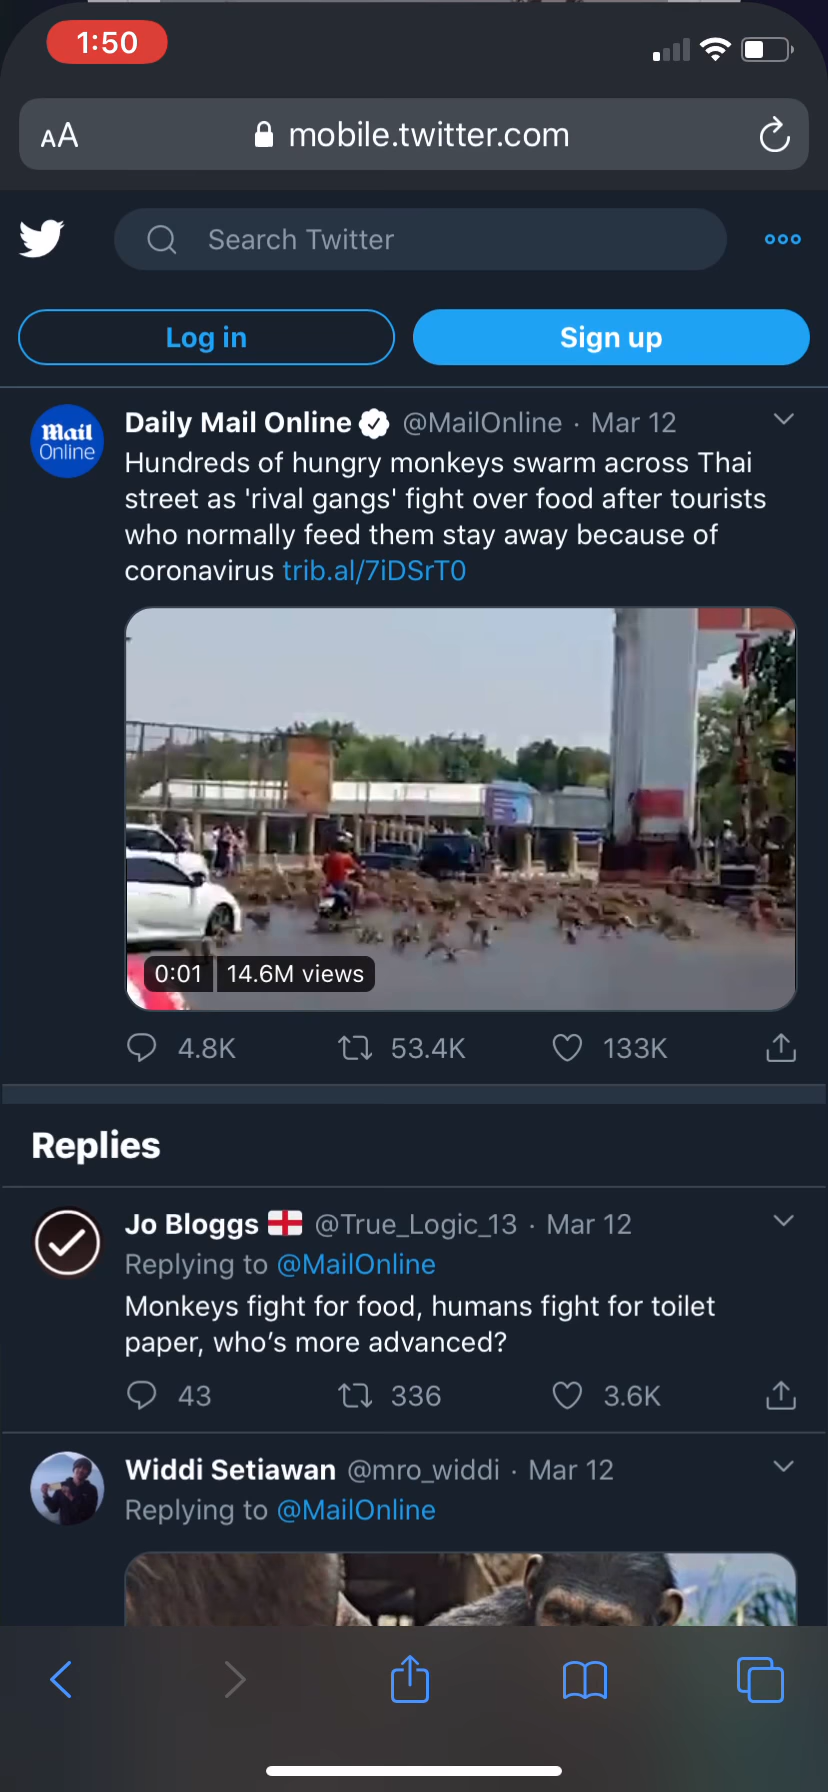 1:50
AA
mobile.twitter.com
Search Twitter
Log in
Sign up
Mail
Online
Daily Mail Online @MailOnline · Mar 12
Hundreds of hungry monkeys swarm across Thai
street as 'rival gangs' fight over food after tourists
who normally feed them stay away because of
coronavirus trib.al/7iDSrT0
0:01 14.6M views
4.8K 53.4K 133K
Replies
Jo Bloggs @True_Logic_13 · Mar 12
Replying to @MailOnline
Monkeys fight for food, humans fight for toilet
paper, who’s more advanced?
43 336 3.6K
Widdi Setiawan @mro_widdi · Mar 12
Replying to @MailOnline